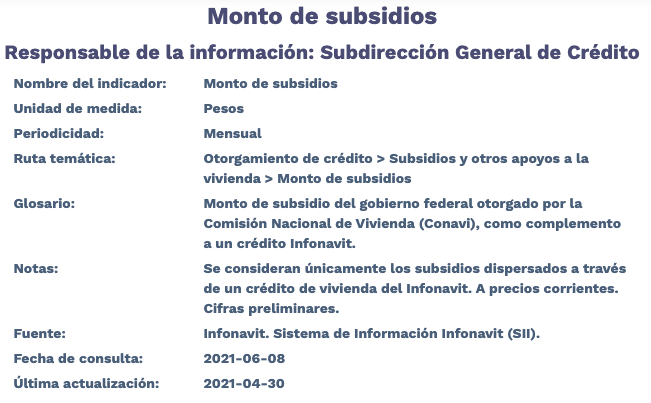 Monto de subsidios
Responsable de la información: Subdirección General de Crédito
Nombre del indicador: Monto de subsidios
Unidad de medida: Pesos
Periodicidad: Mensual
Ruta temática: Otorgamiento de crédito > Subsidios y otros apoyos a la
vivienda > Monto de subsidios
Glosario: Monto de subsidio del gobierno federal otorgado por la
Comisión Nacional de Vivienda (Conavi), como complemento
a un crédito Infonavit.
Notas: Se consideran únicamente los subsidios dispersados a través
de un crédito de vivienda del Infonavit. A precios corrientes.
Cifras preliminares.
Fuente: Infonavit. Sistema de Información Infonavit (SII).
Fecha de consulta: 2021-06-08
Última actualización: 2021-04-30